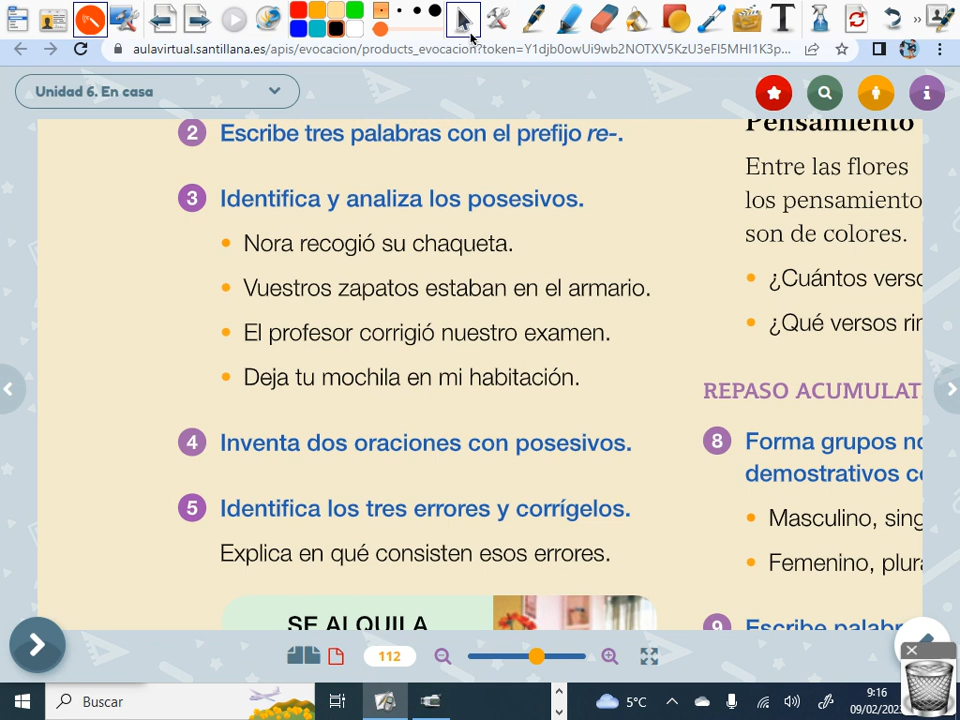 aulavirtual.santillana.es/apis/evocacion/products_evocacion?token=Y1djb0owUi9wb2NOTXV5KzU3eFI5MHI1K3p...
Unidad 6. En casa
2 Escribe tres palabras con el prefijo re-.
3 Identifica y analiza los posesivos.
• Nora recogió su chaqueta.
• Vuestros zapatos estaban en el armario.
• El profesor corrigió nuestro examen.
• Deja tu mochila en mi habitación.
4 Inventa dos oraciones con posesivos.
5 Identifica los tres errores y corrígelos.
Explica en qué consisten esos errores.
SE ALQUILA
Pensamiento
Entre las flores
los pensamiento
son de colores.
• ¿Cuántos verso
• ¿Qué versos rir
REPASO ACUMULAT
8 Forma grupos no
demostrativos co
• Masculino, sing
• Femenino, plura
9 Escribe palabr
112
Buscar
5°C
9:16
09/02/202